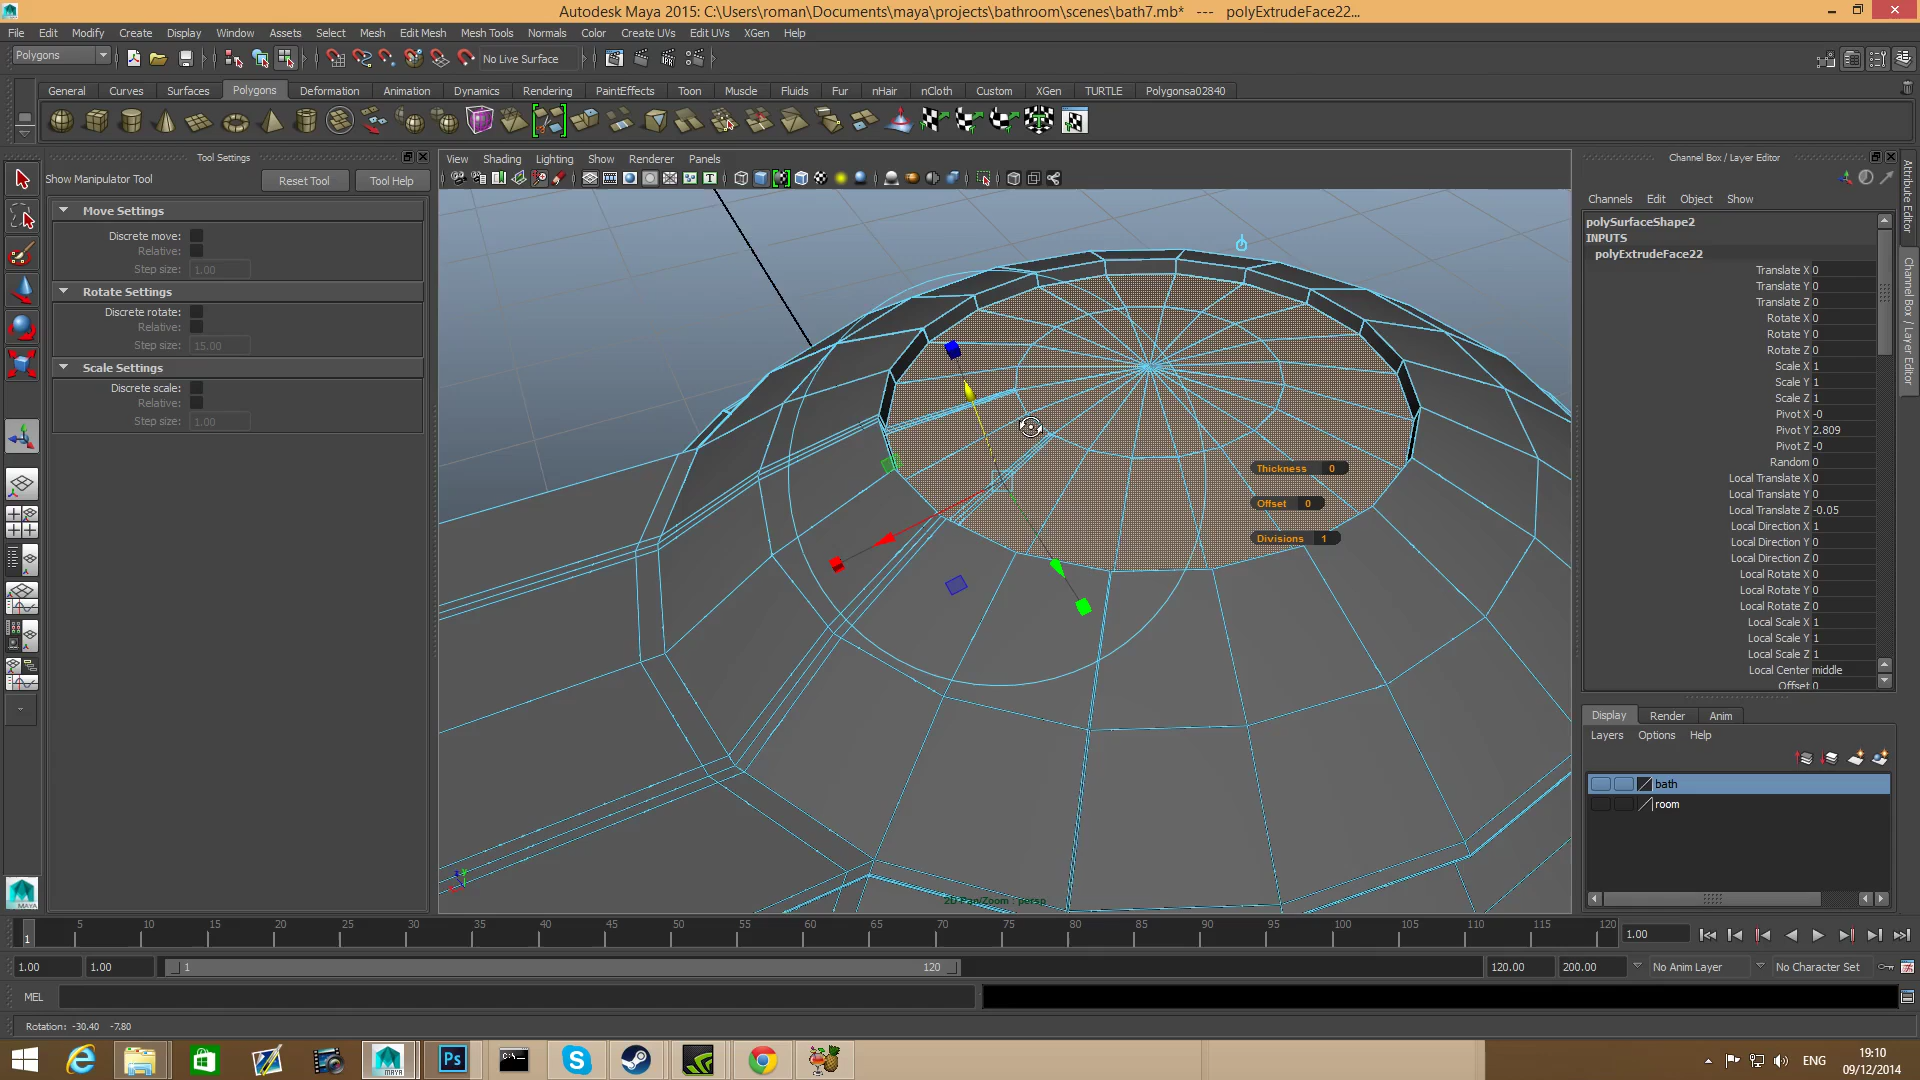 Autodesk Maya 2015: C:\Users\roman\Documents\maya\projects\bathroom\scenes\bath7.mb* --- polyExtrudeFace22...
File Edit Modify Create Display Window Assets Select Mesh Edit Mesh Mesh Tools Normals Color Create UVs Edit UVs XGen Help
Polygons No Live Surface
General Curves Surfaces Polygons Deformation Animation Dynamics Rendering PaintEffects Toon Muscle Fluids Fur nHair nCloth Custom XGen TURTLE Polygonsa02840
Tool Settings
Show Manipulator Tool Reset Tool Tool Help
Move Settings
Discrete move:
Relative:
Step size: 1.00
Rotate Settings
Discrete rotate:
Relative:
Step size: 15.00
Scale Settings
Discrete scale:
Relative:
Step size: 1.00
View Shading Lighting Show Renderer Panels
Thickness 0
Offset 0
Divisions 1
2D Pan/Zoom : persp
Channel Box / Layer Editor
Channels Edit Object Show
polySurfaceShape2
INPUTS
polyExtrudeFace22
Translate X 0
Translate Y 0
Translate Z 0
Rotate X 0
Rotate Y 0
Rotate Z 0
Scale X 1
Scale Y 1
Scale Z 1
Pivot X -0
Pivot Y 2.809
Pivot Z -0
Random 0
Local Translate X 0
Local Translate Y 0
Local Translate Z -0.05
Local Direction X 1
Local Direction Y 0
Local Direction Z 0
Local Rotate X 0
Local Rotate Y 0
Local Rotate Z 0
Local Scale X 1
Local Scale Y 1
Local Scale Z 1
Local Center middle
Offset 0
Attribute Editor
Channel Box / Layer Editor
Display Render Anim
Layers Options Help
bath
room
1 5 10 15 20 25 30 35 40 45 50 55 60 65 70 75 80 85 90 95 100 105 110 115 120
1.00
1.00 1.00 1 120 120.00 200.00 No Anim Layer No Character Set
MEL
Rotation: -30.40 -7.80
MAYA
Ps
ENG
19:10
09/12/2014